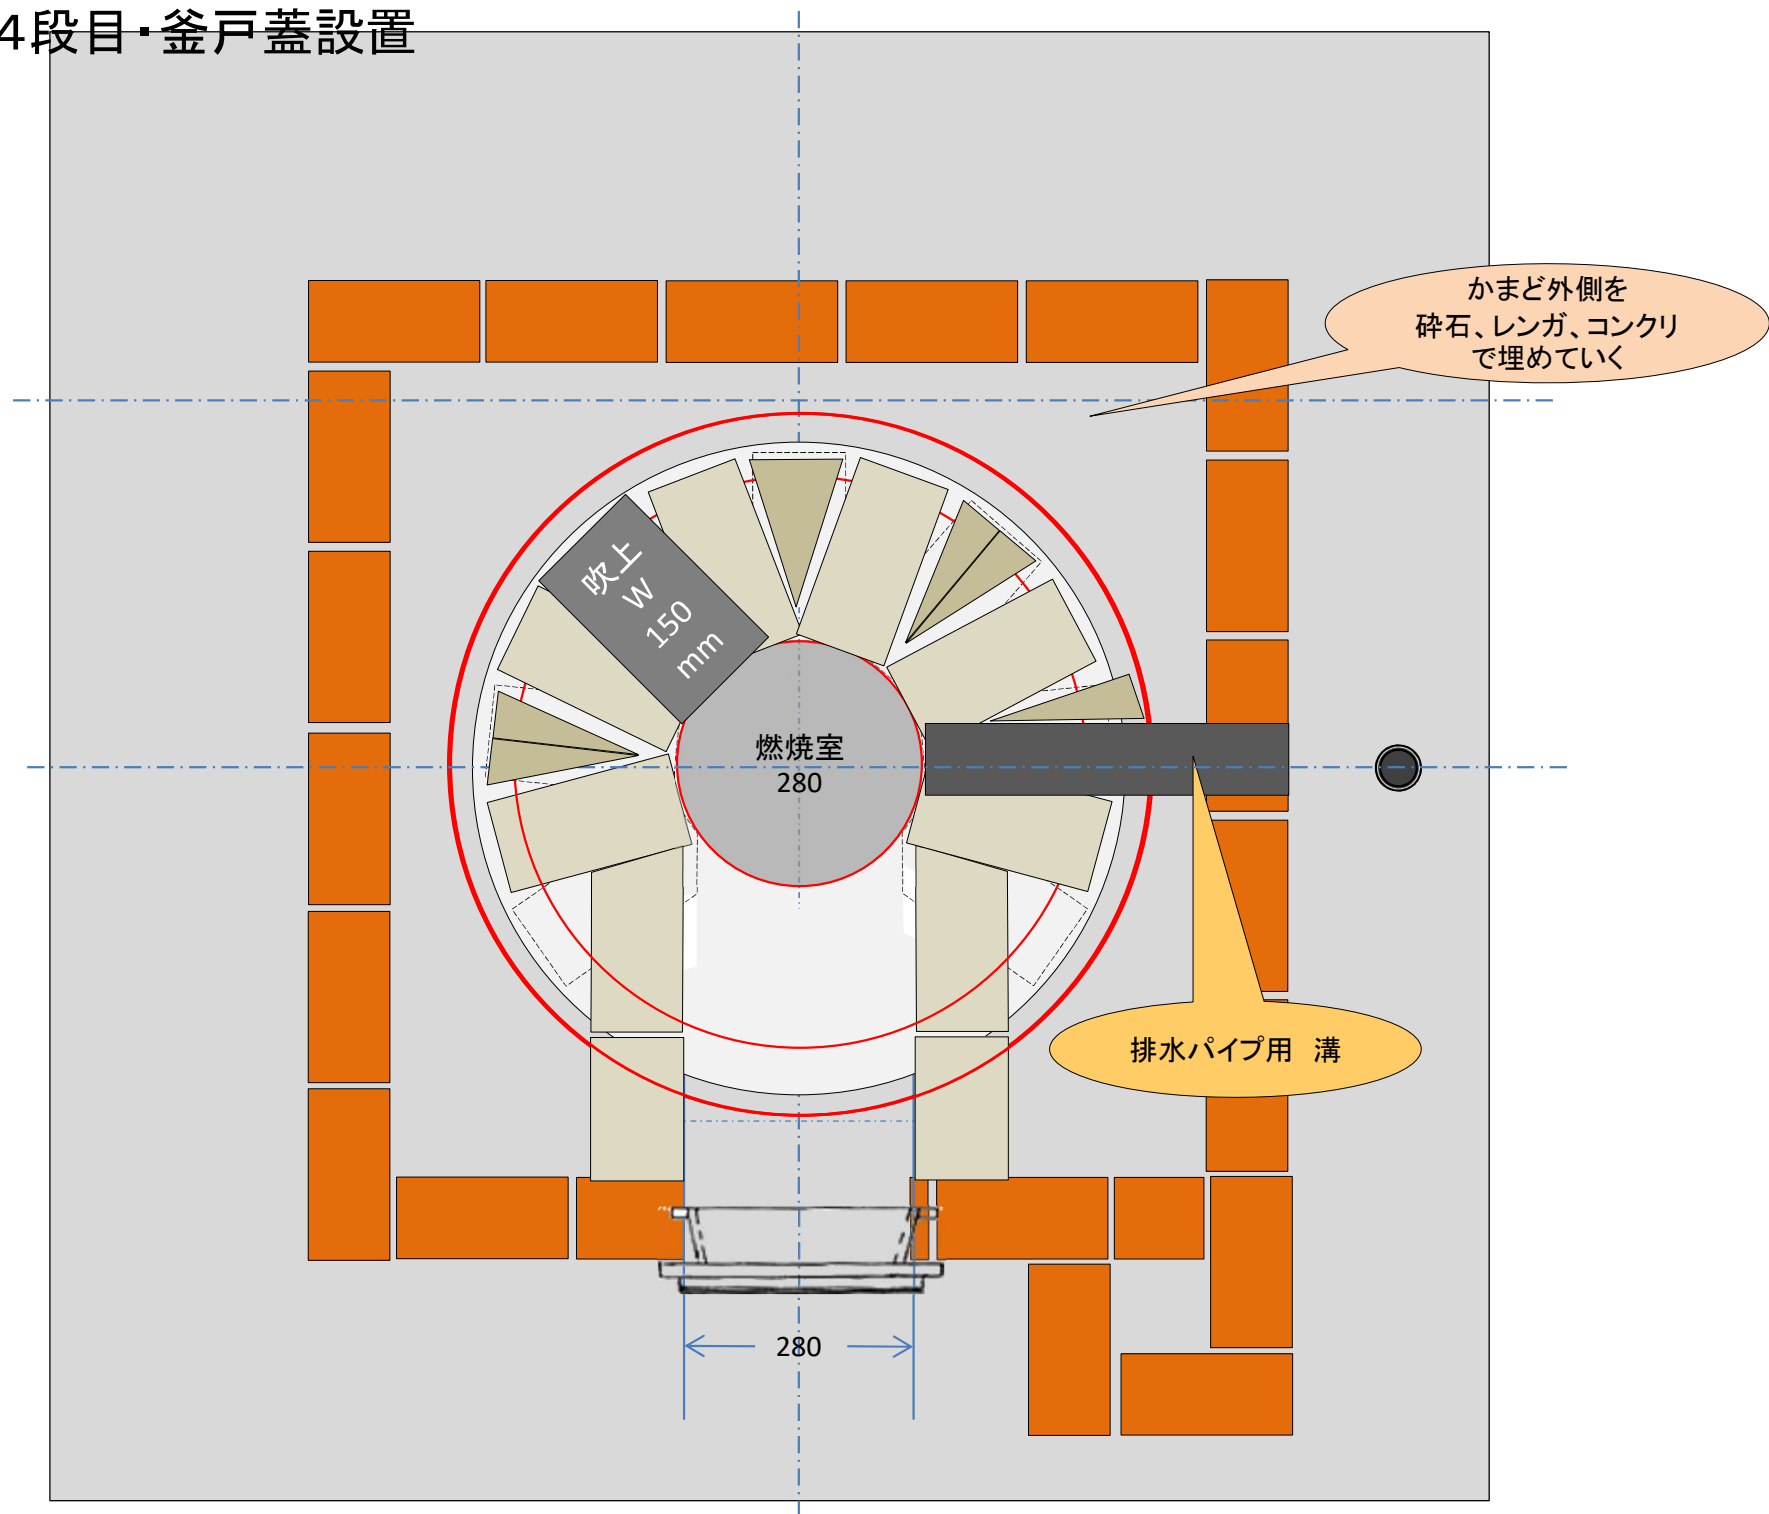 4段目・釜戸蓋設置
かまど外側を
砕石、レンガ、コンクリ
で埋めていく
吹上
W
150
mm
燃焼室
280
排水パイプ用　溝
280